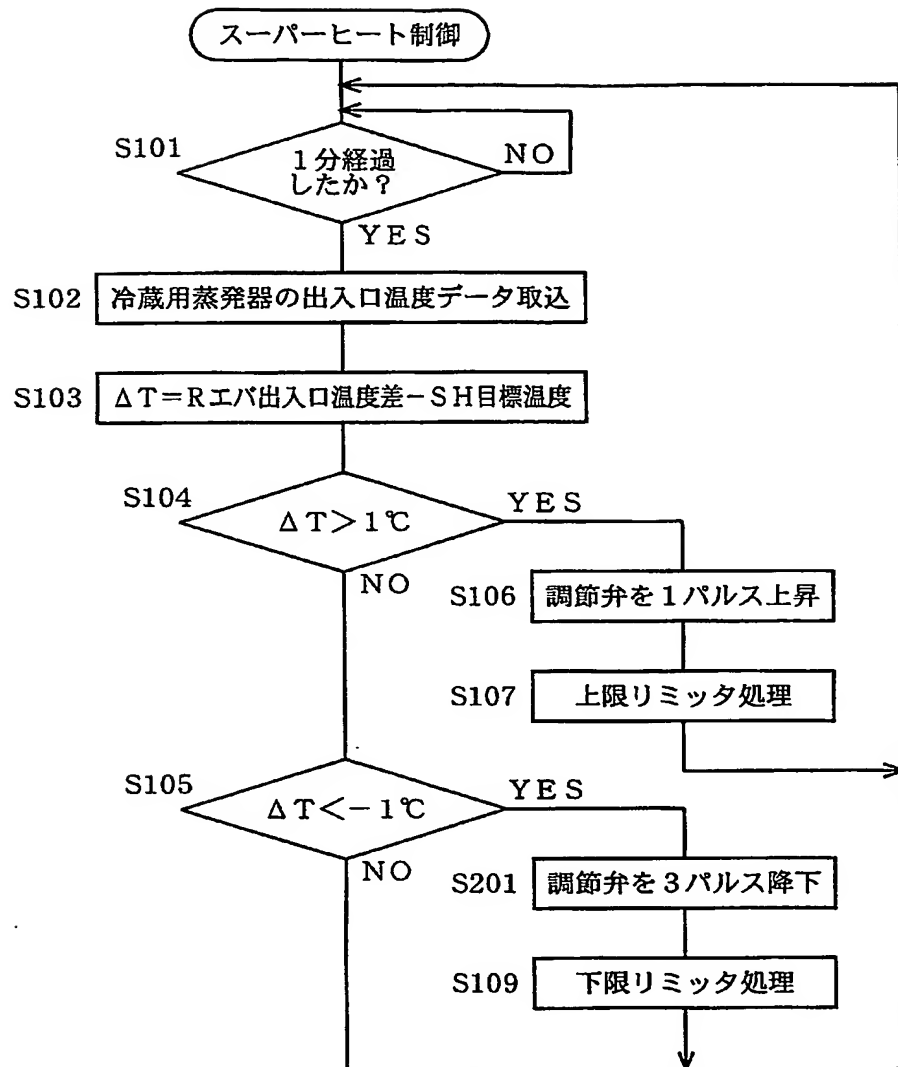 スーパーヒート制御
S101
1分経過
したか？
NO
YES
S102 冷蔵用蒸発器の出入口温度データ取込
S103 ΔT＝Rエバ出入口温度差－SH目標温度
S104
ΔT＞1℃
YES
NO
S106 調節弁を1パルス上昇
S107 上限リミッタ処理
S105
ΔT＜－1℃
YES
NO
S201 調節弁を3パルス降下
S109 下限リミッタ処理